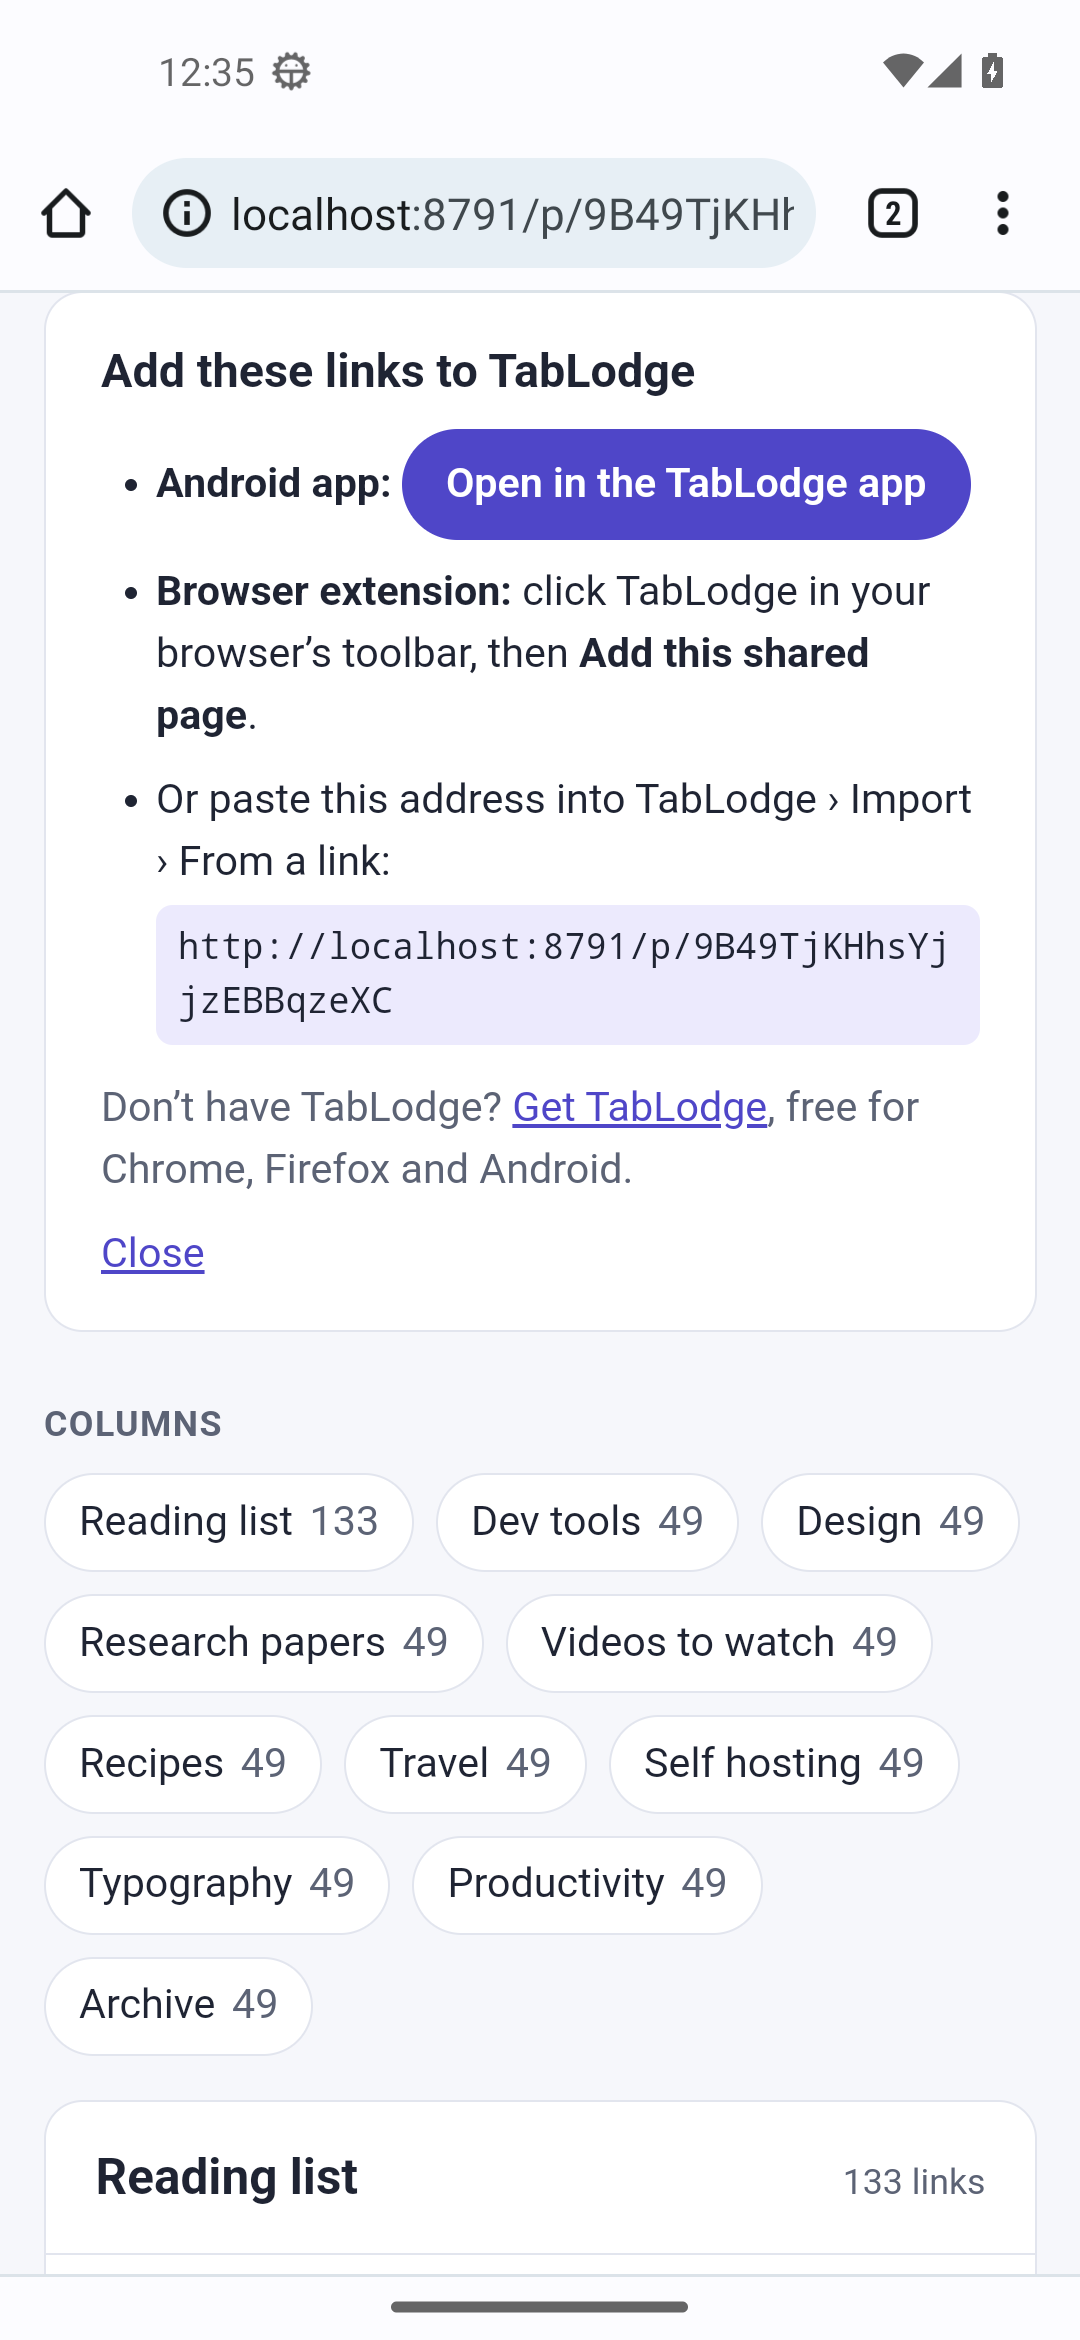 12:35
localhost:8791/p/9B49TjKHh
2
Add these links to TabLodge
• Android app: Open in the TabLodge app
• Browser extension: click TabLodge in your
browser’s toolbar, then Add this shared
page.
• Or paste this address into TabLodge › Import
› From a link:
http://localhost:8791/p/9B49TjKHhsYj
jzEBBqzeXC
Don’t have TabLodge? Get TabLodge, free for
Chrome, Firefox and Android.
Close
COLUMNS
Reading list 133 Dev tools 49 Design 49
Research papers 49 Videos to watch 49
Recipes 49 Travel 49 Self hosting 49
Typography 49 Productivity 49
Archive 49
Reading list 133 links